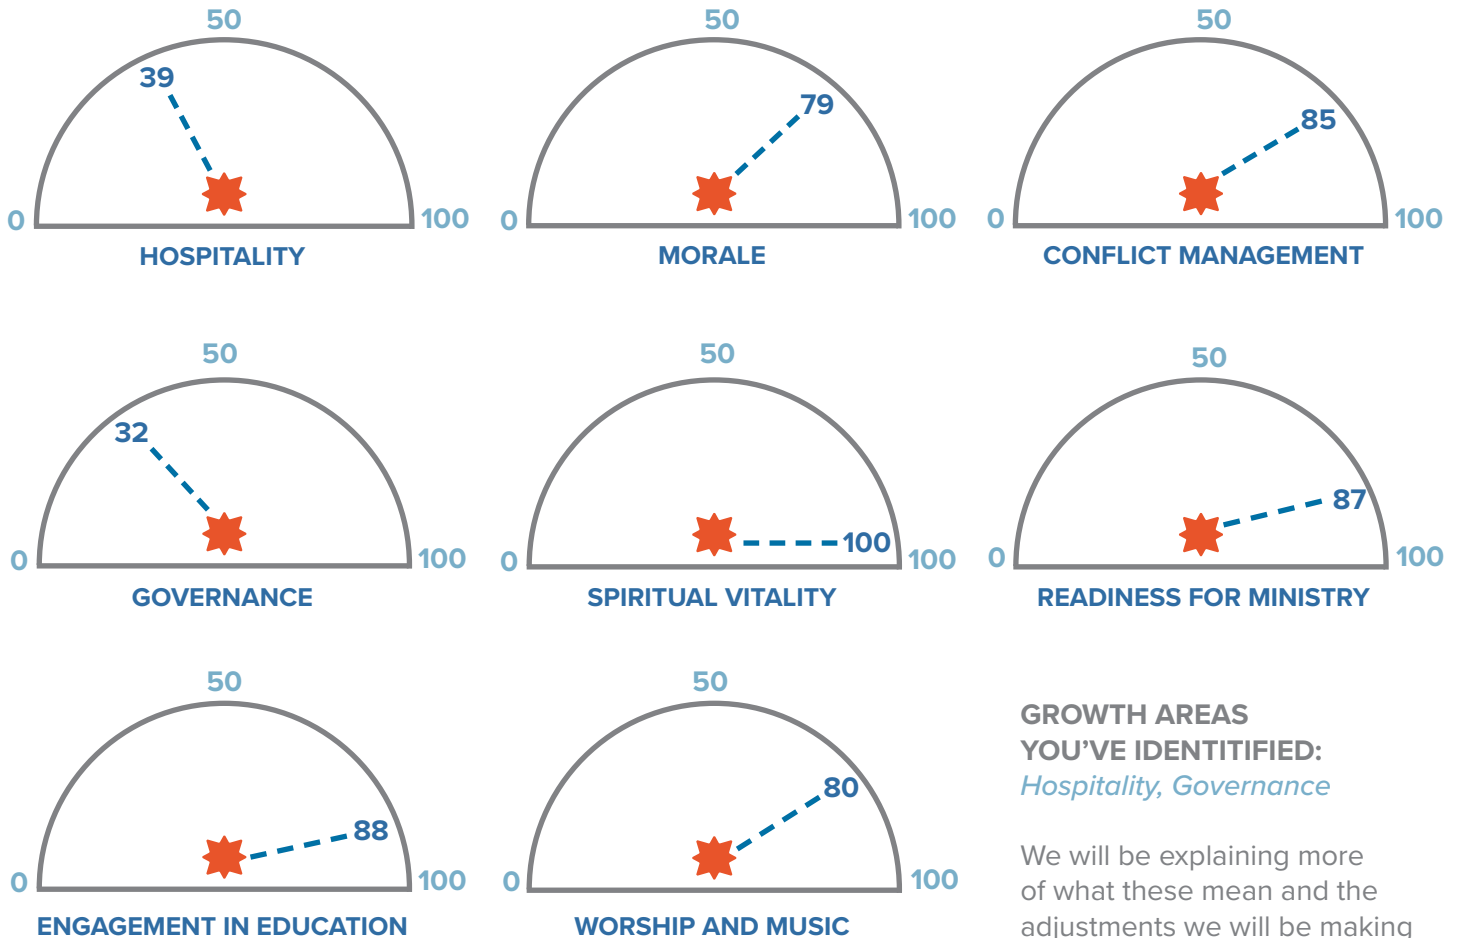 50
50
50
39
79
85
0
100
0
100
0
100
HOSPITALITY
MORALE
CONFLICT MANAGEMENT
50
50
50
32
100
87
0
100
0
100
0
100
GOVERNANCE
SPIRITUAL VITALITY
READINESS FOR MINISTRY
50
50
88
80
0
100
0
100
ENGAGEMENT IN EDUCATION
WORSHIP AND MUSIC
GROWTH AREAS
YOU'VE IDENTITIFIED:
Hospitality, Governance
We will be explaining more
of what these mean and the
adjustments we will be making